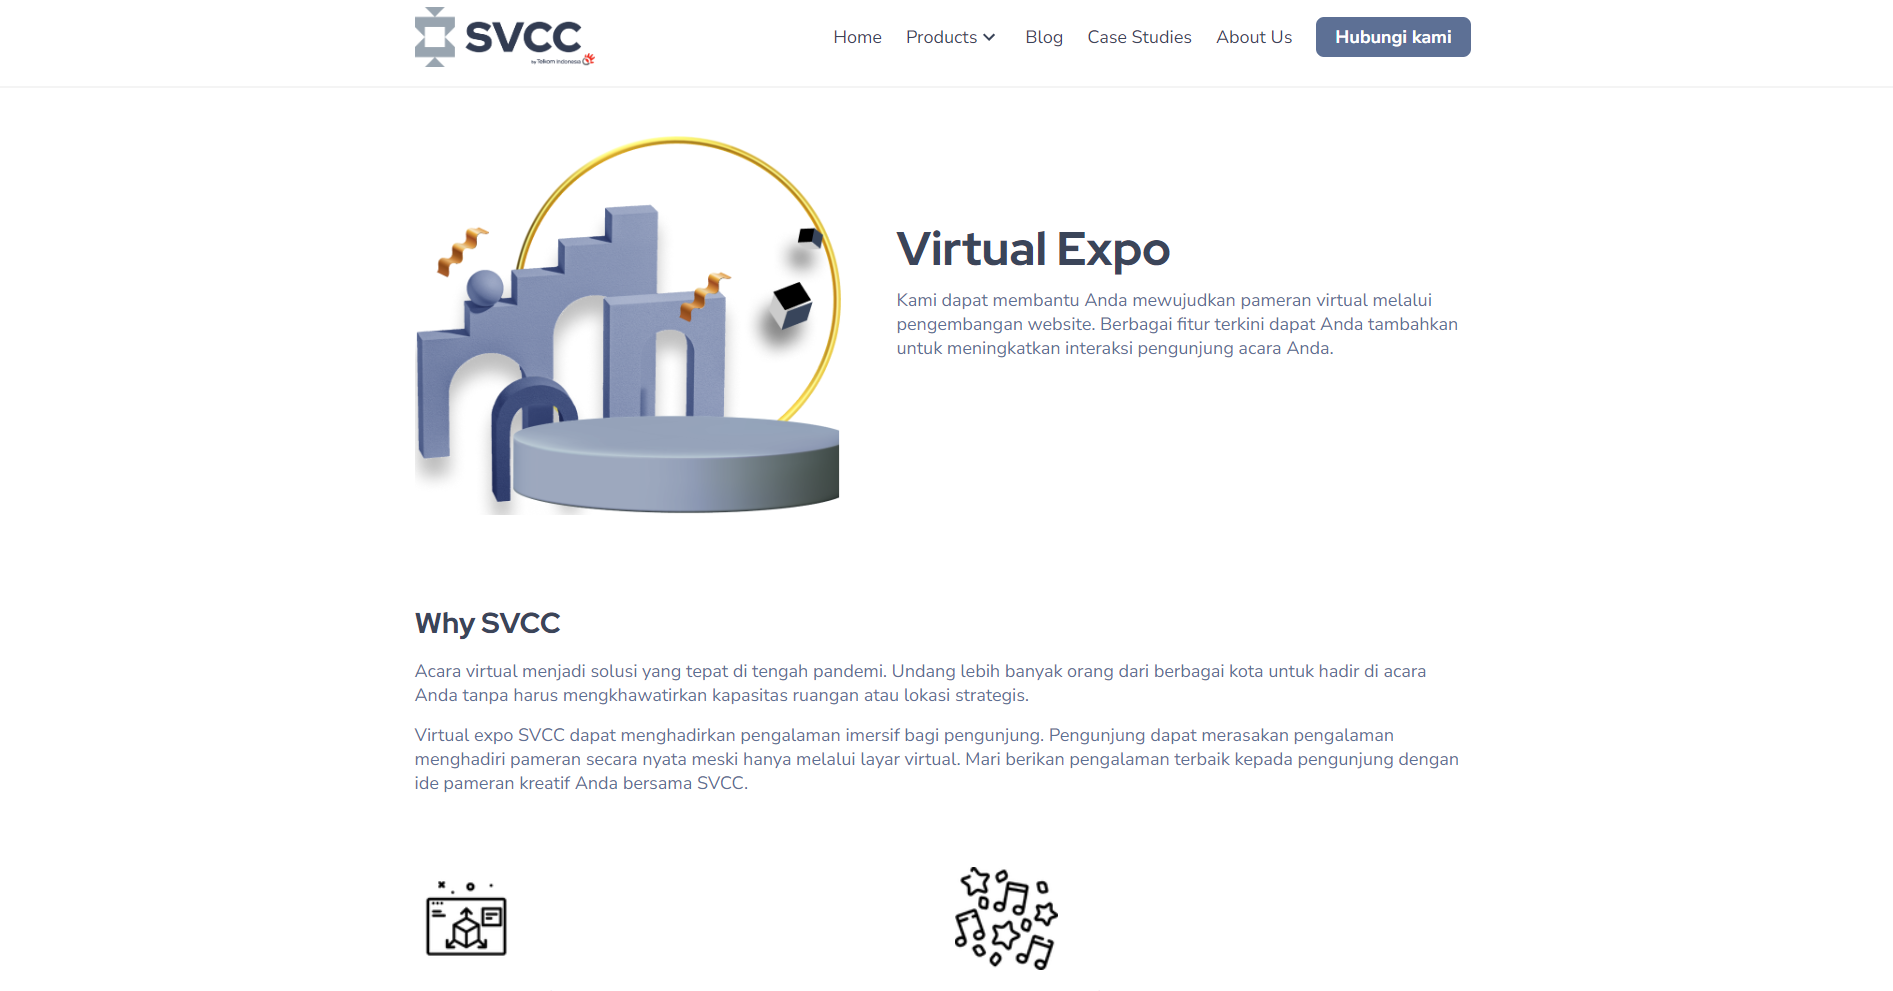 SVCC
by Telkom Indonesia
Home
Products
Blog
Case Studies
About Us
Hubungi kami
Virtual Expo
Kami dapat membantu Anda mewujudkan pameran virtual melalui
pengembangan website. Berbagai fitur terkini dapat Anda tambahkan
untuk meningkatkan interaksi pengunjung acara Anda.
Why SVCC
Acara virtual menjadi solusi yang tepat di tengah pandemi. Undang lebih banyak orang dari berbagai kota untuk hadir di acara
Anda tanpa harus mengkhawatirkan kapasitas ruangan atau lokasi strategis.
Virtual expo SVCC dapat menghadirkan pengalaman imersif bagi pengunjung. Pengunjung dapat merasakan pengalaman
menghadiri pameran secara nyata meski hanya melalui layar virtual. Mari berikan pengalaman terbaik kepada pengunjung dengan
ide pameran kreatif Anda bersama SVCC.